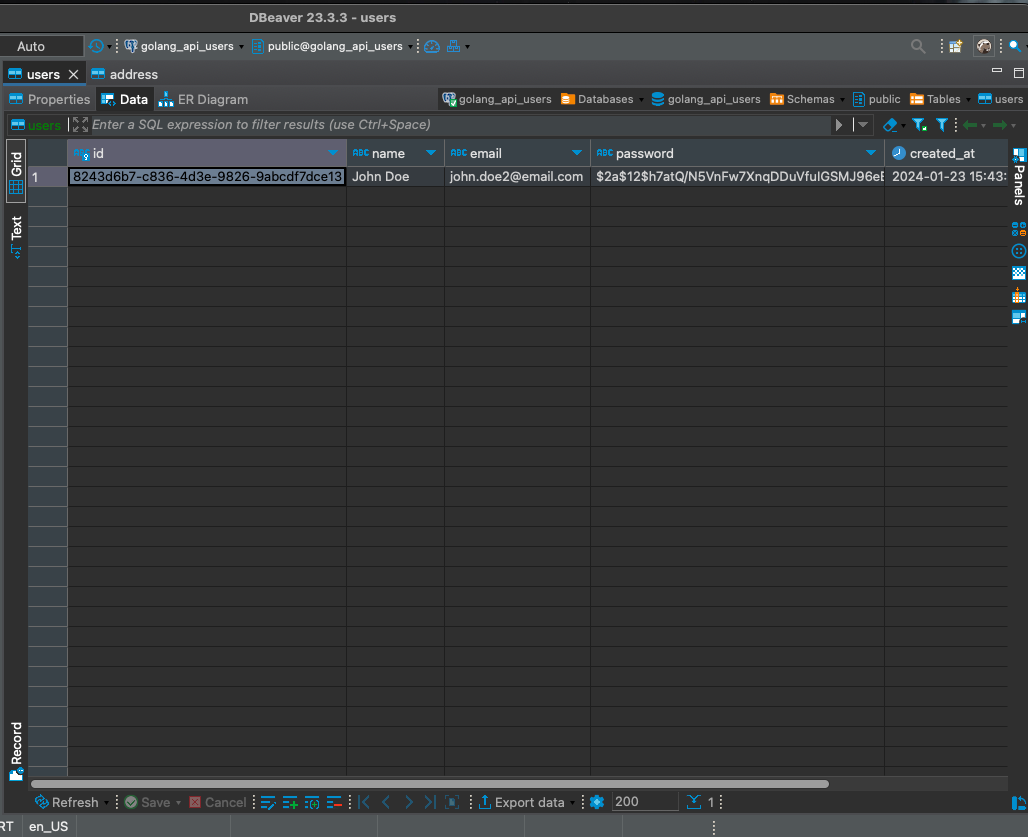 DBeaver 23.3.3 - users
Auto golang_api_users public@golang_api_users
users address
Properties Data ER Diagram golang_api_users Databases golang_api_users Schemas public Tables users
users Enter a SQL expression to filter results (use Ctrl+Space)
Grid
Text
Record
id name email password created_at
1 8243d6b7-c836-4d3e-9826-9abcdf7dce13 John Doe john.doe2@email.com $2a$12$h7atQ/N5VnFw7XnqDDuVfuIGSMJ96eE 2024-01-23 15:43:
Panels
Refresh Save Cancel Export data 200 1
RT en_US